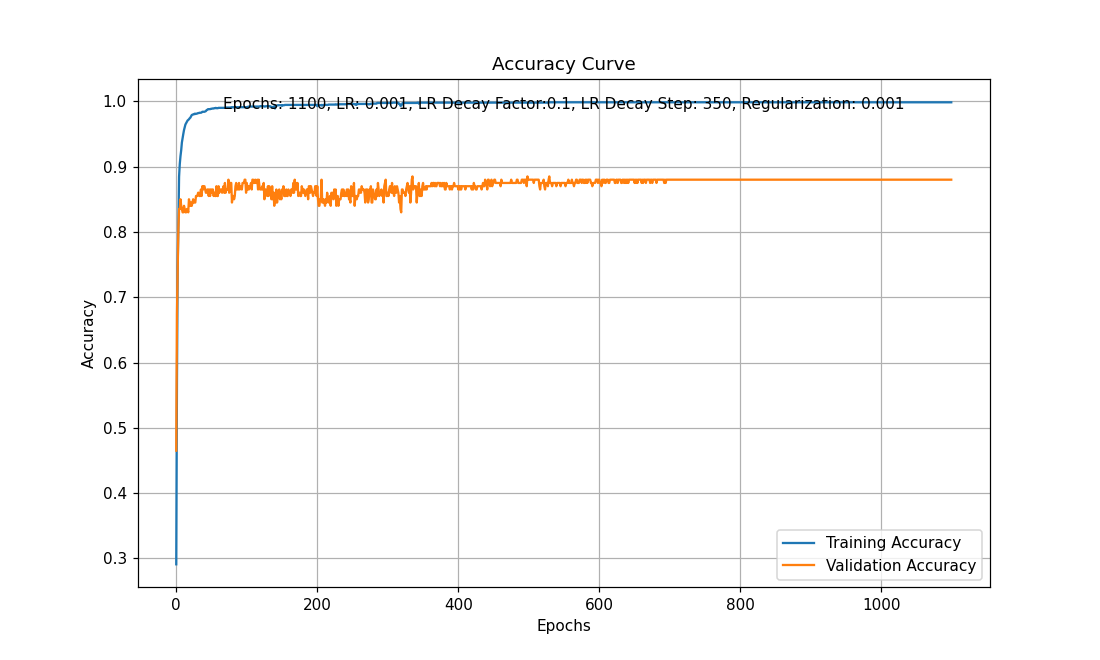 Accuracy Curve
Epochs: 1100, LR: 0.001, LR Decay Factor:0.1, LR Decay Step: 350, Regularization: 0.001
1.0
0.9
0.8
0.7
0.6
0.5
0.4
0.3
Accuracy
Training Accuracy
Validation Accuracy
0 200 400 600 800 1000
Epochs